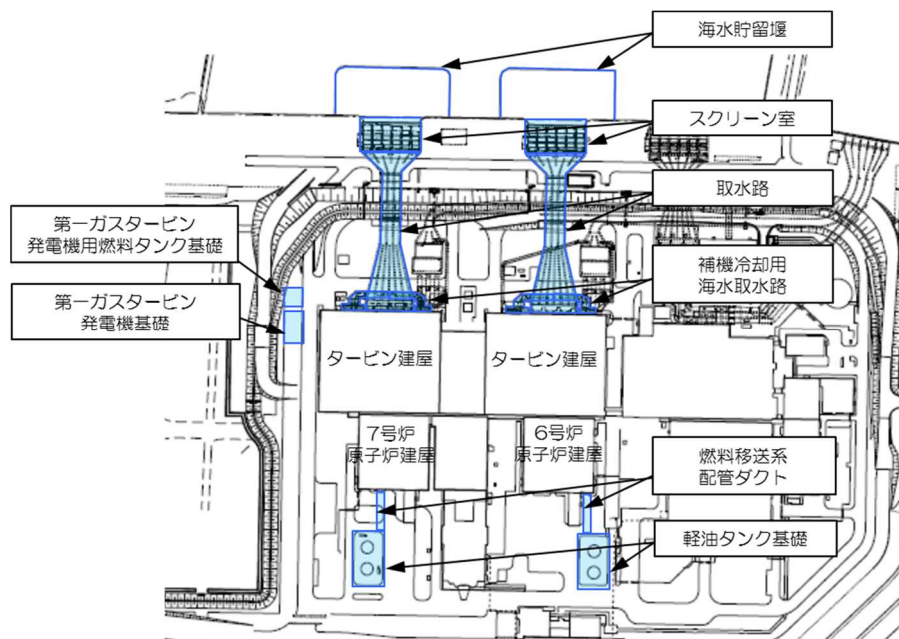 海水貯留堰
スクリーン室
取水路
第一ガスタービン
発電機用燃料タンク基礎
補機冷却用
海水取水路
第一ガスタービン
発電機基礎
タービン建屋
タービン建屋
7号炉
原子炉建屋
6号炉
原子炉建屋
燃料移送系
配管ダクト
軽油タンク基礎